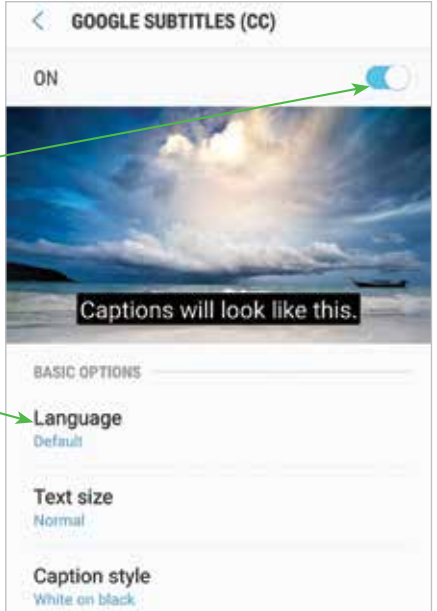 GOOGLE SUBTITLES (CC)
ON
Captions will look like this.
BASIC OPTIONS
Language
Default
Text size
Normal
Caption style
White on black